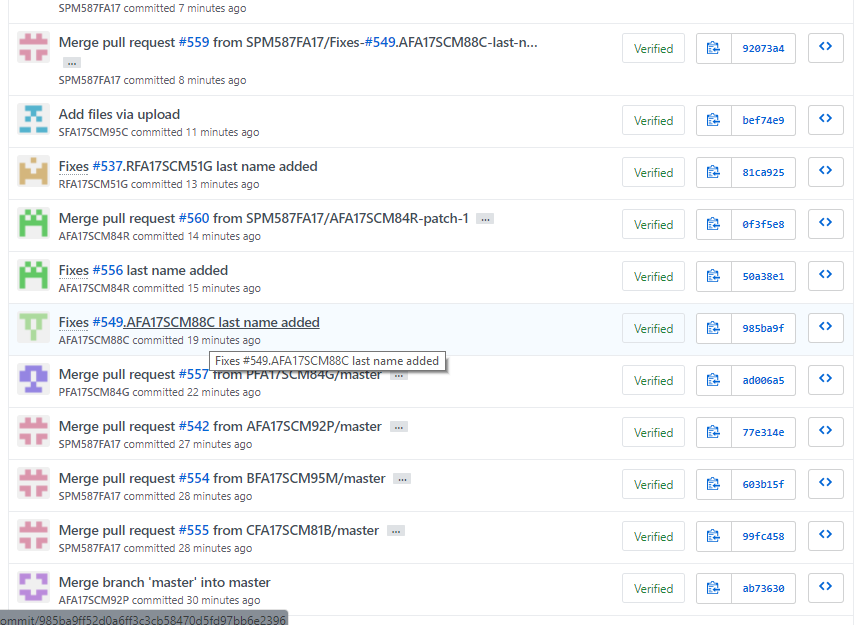 SPM587FA17 committed 7 minutes ago
Merge pull request #559 from SPM587FA17/Fixes-#549.AFA17SCM88C-last-n...
...
SPM587FA17 committed 8 minutes ago
Verified 92073a4
Add files via upload
SFA17SCM95C committed 11 minutes ago
Verified bef74e9
Fixes #537.RFA17SCM51G last name added
RFA17SCM51G committed 13 minutes ago
Verified 81ca925
Merge pull request #560 from SPM587FA17/AFA17SCM84R-patch-1 ...
AFA17SCM84R committed 14 minutes ago
Verified 0f3f5e8
Fixes #556 last name added
AFA17SCM84R committed 15 minutes ago
Verified 50a38e1
Fixes #549.AFA17SCM88C last name added
AFA17SCM88C committed 19 minutes ago
Verified 985ba9f
Fixes #549.AFA17SCM88C last name added
Merge pull request #557 from PFA17SCM84G/master ...
PFA17SCM84G committed 22 minutes ago
Verified ad006a5
Merge pull request #542 from AFA17SCM92P/master ...
SPM587FA17 committed 27 minutes ago
Verified 77e314e
Merge pull request #554 from BFA17SCM95M/master ...
SPM587FA17 committed 28 minutes ago
Verified 603b15f
Merge pull request #555 from CFA17SCM81B/master ...
SPM587FA17 committed 28 minutes ago
Verified 99fc458
Merge branch 'master' into master
AFA17SCM92P committed 30 minutes ago
Verified ab73630
ommit/985ba9ff52d0a6ff3c3cb58470d5fd97bb6e2396